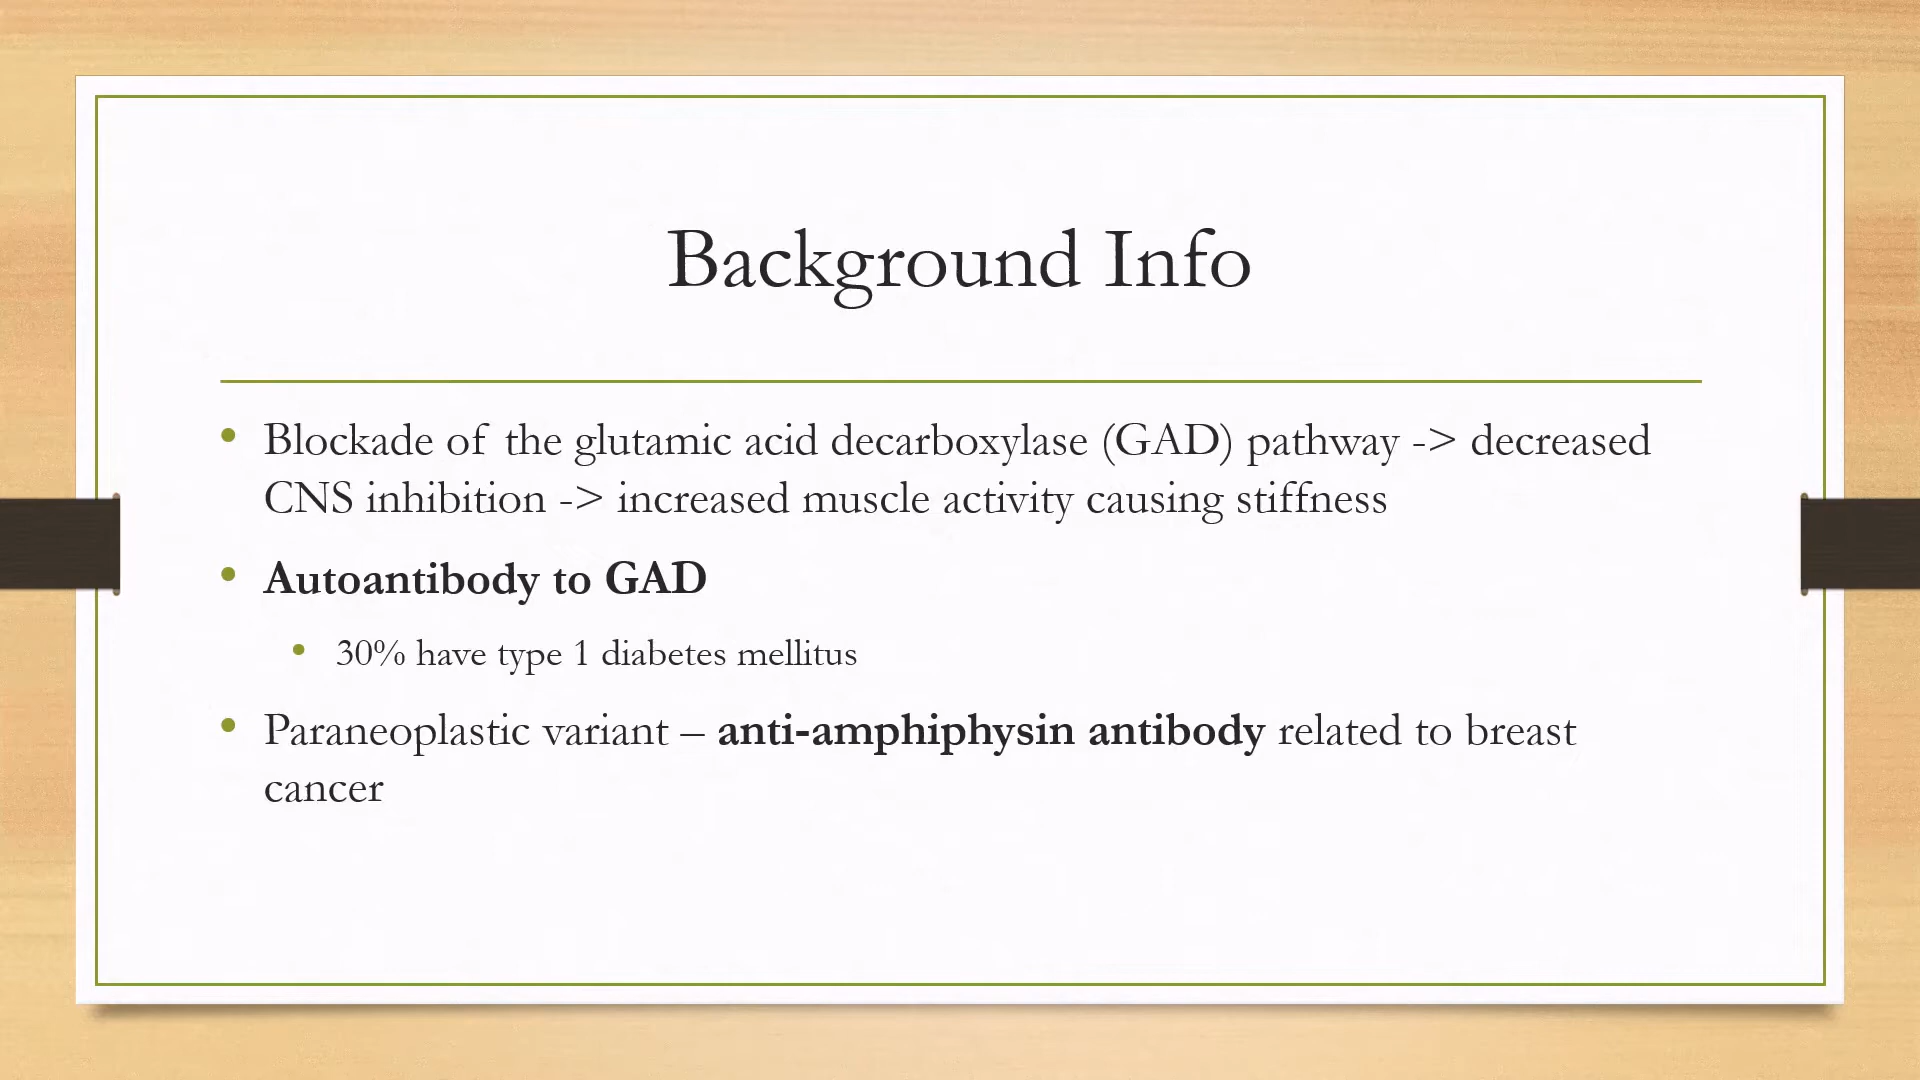 Background Info
• Blockade of the glutamic acid decarboxylase (GAD) pathway -> decreased
CNS inhibition -> increased muscle activity causing stiffness
• Autoantibody to GAD
• 30% have type 1 diabetes mellitus
• Paraneoplastic variant – anti-amphiphysin antibody related to breast
cancer